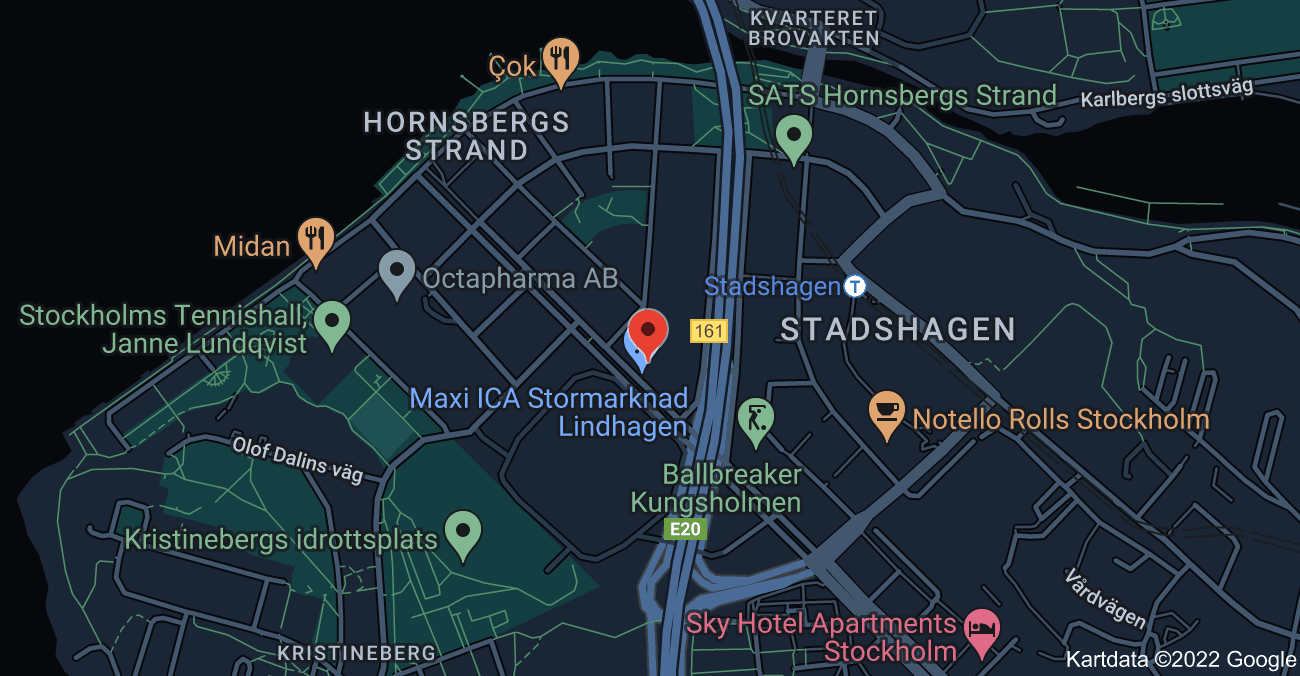 KVARTERET
BROVAKTEN
Çok
SATS Hornsbergs Strand
Karlbergs slottsväg
HORNSBERGS
STRAND
Midan
Octapharma AB
Stadshagen
T
Stockholms Tennishall,
Janne Lundqvist
161
STADSHAGEN
Maxi ICA Stormarknad
Lindhagen
Notello Rolls Stockholm
Olof Dalins väg
Ballbreaker
Kungsholmen
E20
Kristinebergs idrottsplats
Vårdvägen
Sky Hotel Apartments
Stockholm
KRISTINEBERG
Kartdata ©2022 Google